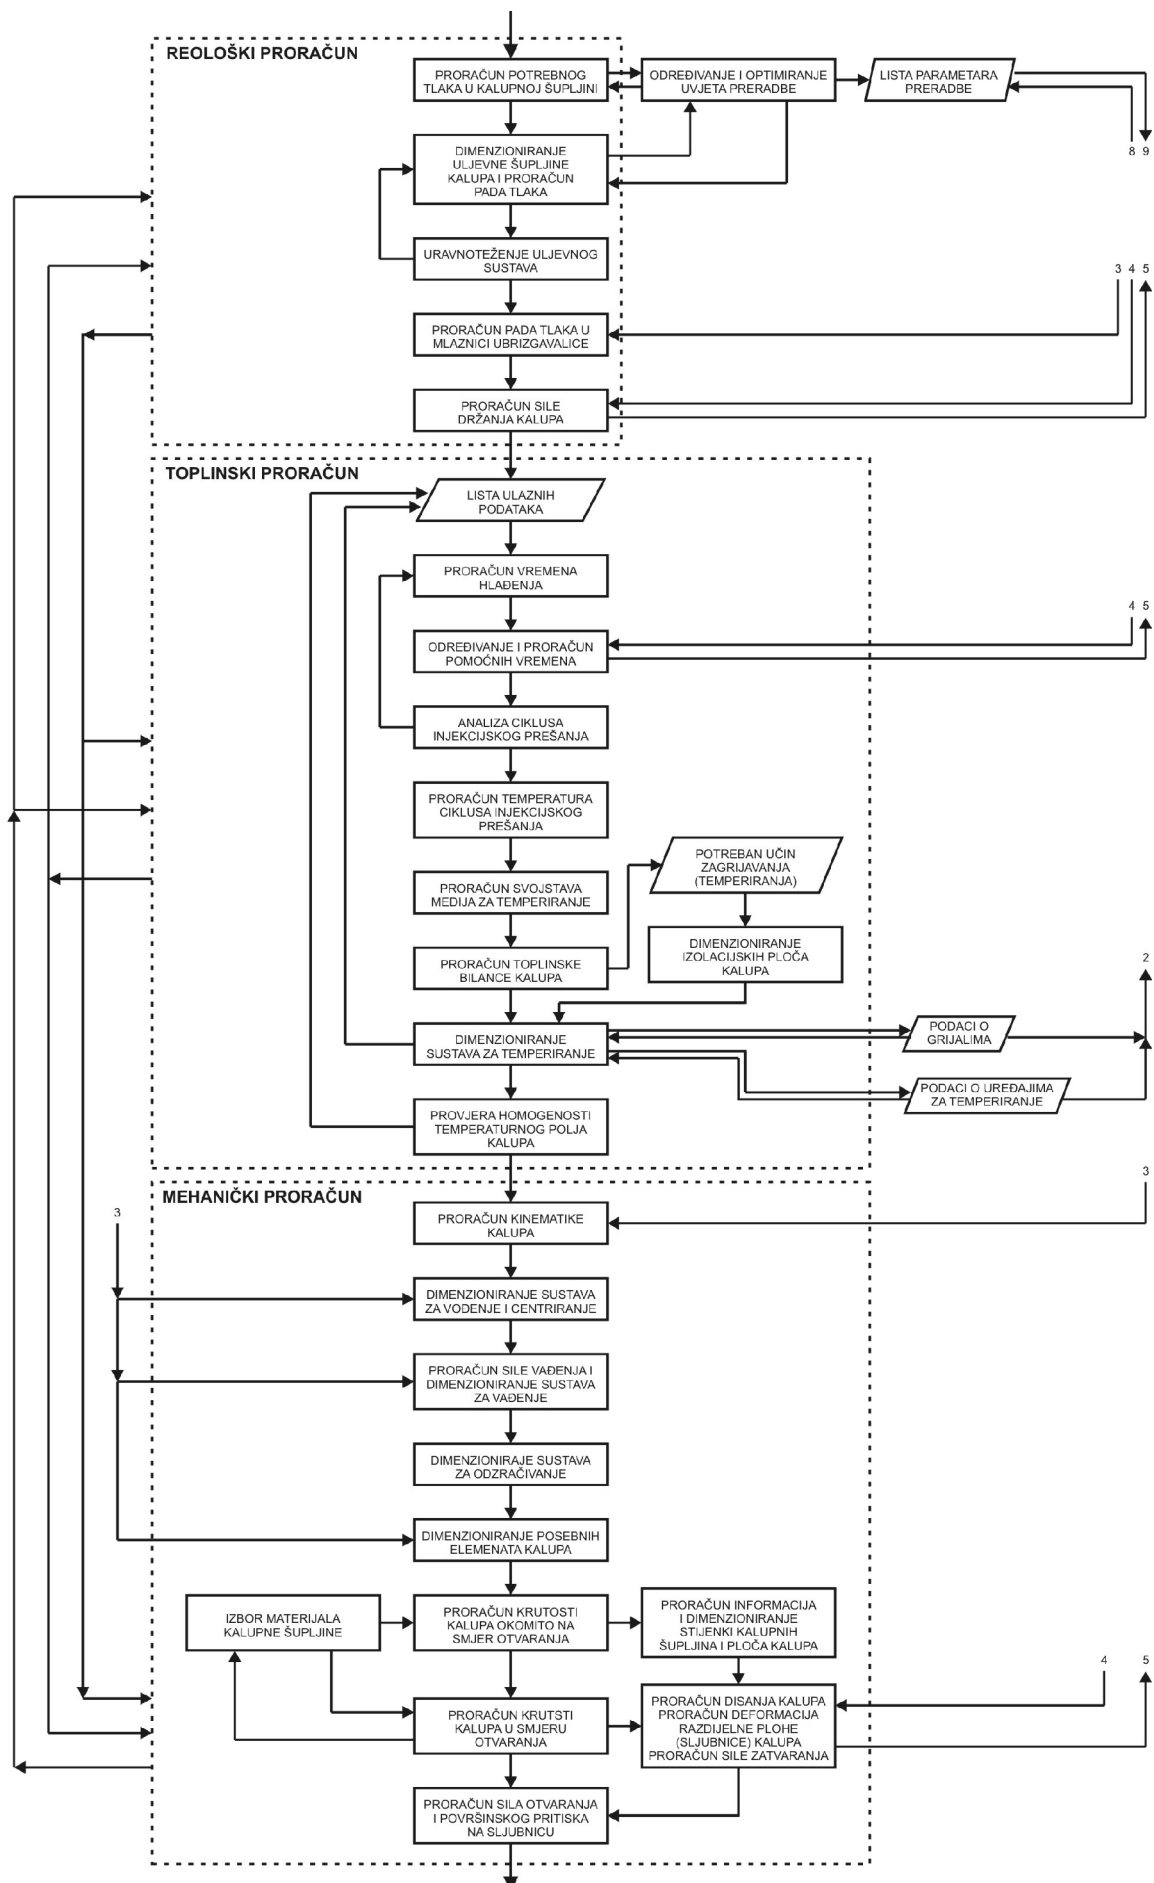 REOLOŠKI PRORAČUN
PRORAČUN POTREBNOG
TLAKA U KALUPNOJ ŠUPLJINI
ODREĐIVANJE I OPTIMIRANJE
UVJETA PRERADBE
LISTA PARAMETARA
PRERADBE
8 9
DIMENZIONIRANJE
ULJEVNE ŠUPLJINE
KALUPA I PRORAČUN
PADA TLAKA
URAVNOTEŽENJE ULJEVNOG
SUSTAVA
3 4 5
PRORAČUN PADA TLAKA U
MLAZNICI UBRIZGAVALICE
PRORAČUN SILE
DRŽANJA KALUPA
TOPLINSKI PRORAČUN
LISTA ULAZNIH
PODATAKA
PRORAČUN VREMENA
HLAĐENJA
4 5
ODREĐIVANJE I PRORAČUN
POMOĆNIH VREMENA
ANALIZA CIKLUSA
INJEKCIJSKOG PREŠANJA
PRORAČUN TEMPERATURA
CIKLUSA INJEKCIJSKOG
PREŠANJA
POTREBAN UČIN
ZAGRIJAVANJA
(TEMPERIRANJA)
PRORAČUN SVOJSTAVA
MEDIJA ZA TEMPERIRANJE
DIMENZIONIRANJE
IZOLACIJSKIH PLOČA
KALUPA
PRORAČUN TOPLINSKE
BILANCE KALUPA
2
DIMENZIONIRANJE
SUSTAVA ZA TEMPERIRANJE
PODACI O
GRIJALIMA
PODACI O UREĐAJIMA
ZA TEMPERIRANJE
PROVJERA HOMOGENOSTI
TEMPERATURNOG POLJA
KALUPA
3
MEHANIČKI PRORAČUN
3
PRORAČUN KINEMATIKE
KALUPA
DIMENZIONIRANJE SUSTAVA
ZA VOĐENJE I CENTRIRANJE
PRORAČUN SILE VAĐENJA I
DIMENZIONIRANJE SUSTAVA
ZA VAĐENJE
DIMENZIONIRAJE SUSTAVA
ZA ODZRAČIVANJE
DIMENZIONIRANJE POSEBNIH
ELEMENATA KALUPA
IZBOR MATERIJALA
KALUPNE ŠUPLJINE
PRORAČUN KRUTOSTI
KALUPA OKOMITO NA
SMJER OTVARANJA
PRORAČUN INFORMACIJA
I DIMENZIONIRANJE
STIJENKI KALUPNIH
ŠUPLJINA I PLOČA KALUPA
4 5
PRORAČUN KRUTSTI
KALUPA U SMJERU
OTVARANJA
PRORAČUN DISANJA KALUPA
PRORAČUN DEFORMACIJA
RAZDIJELNE PLOHE
(SLJUBNICE) KALUPA
PRORAČUN SILE ZATVARANJA
PRORAČUN SILA OTVARANJA
I POVRŠINSKOG PRITISKA
NA SLJUBNICU